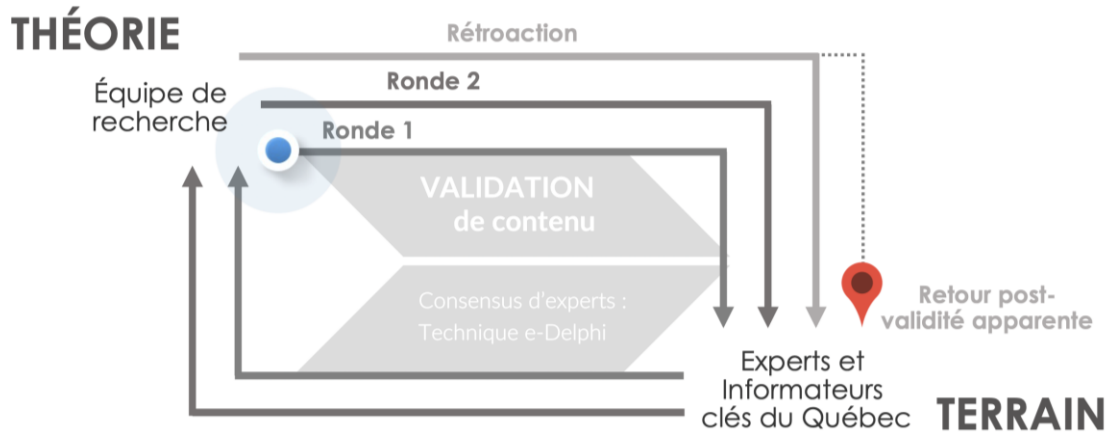 THÉORIE
Rétroaction
Équipe de
recherche
Ronde 2
Ronde 1
VALIDATION
de contenu
Consensus d'experts :
Technique e-Delphi
Retour post-
validité apparente
Experts et
Informateurs
clés du Québec
TERRAIN